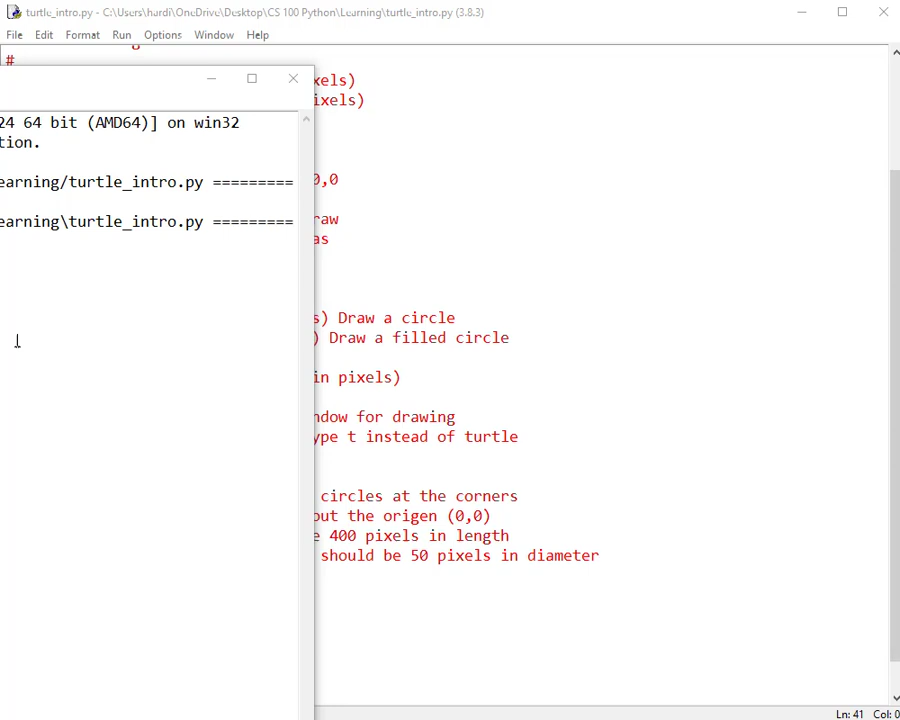 turtle_intro.py - C:\Users\hardi\OneDrive\Desktop\CS 100 Python\Learning\turtle_intro.py (3.8.3)
File Edit Format Run Options Window Help
#
xels)
ixels)
24 64 bit (AMD64)] on win32
tion.
0,0
earning/turtle_intro.py =========
raw
earning\turtle_intro.py =========
as
s) Draw a circle
) Draw a filled circle
in pixels)
ndow for drawing
ype t instead of turtle
circles at the corners
out the origen (0,0)
e 400 pixels in length
should be 50 pixels in diameter
Ln: 41 Col: 0